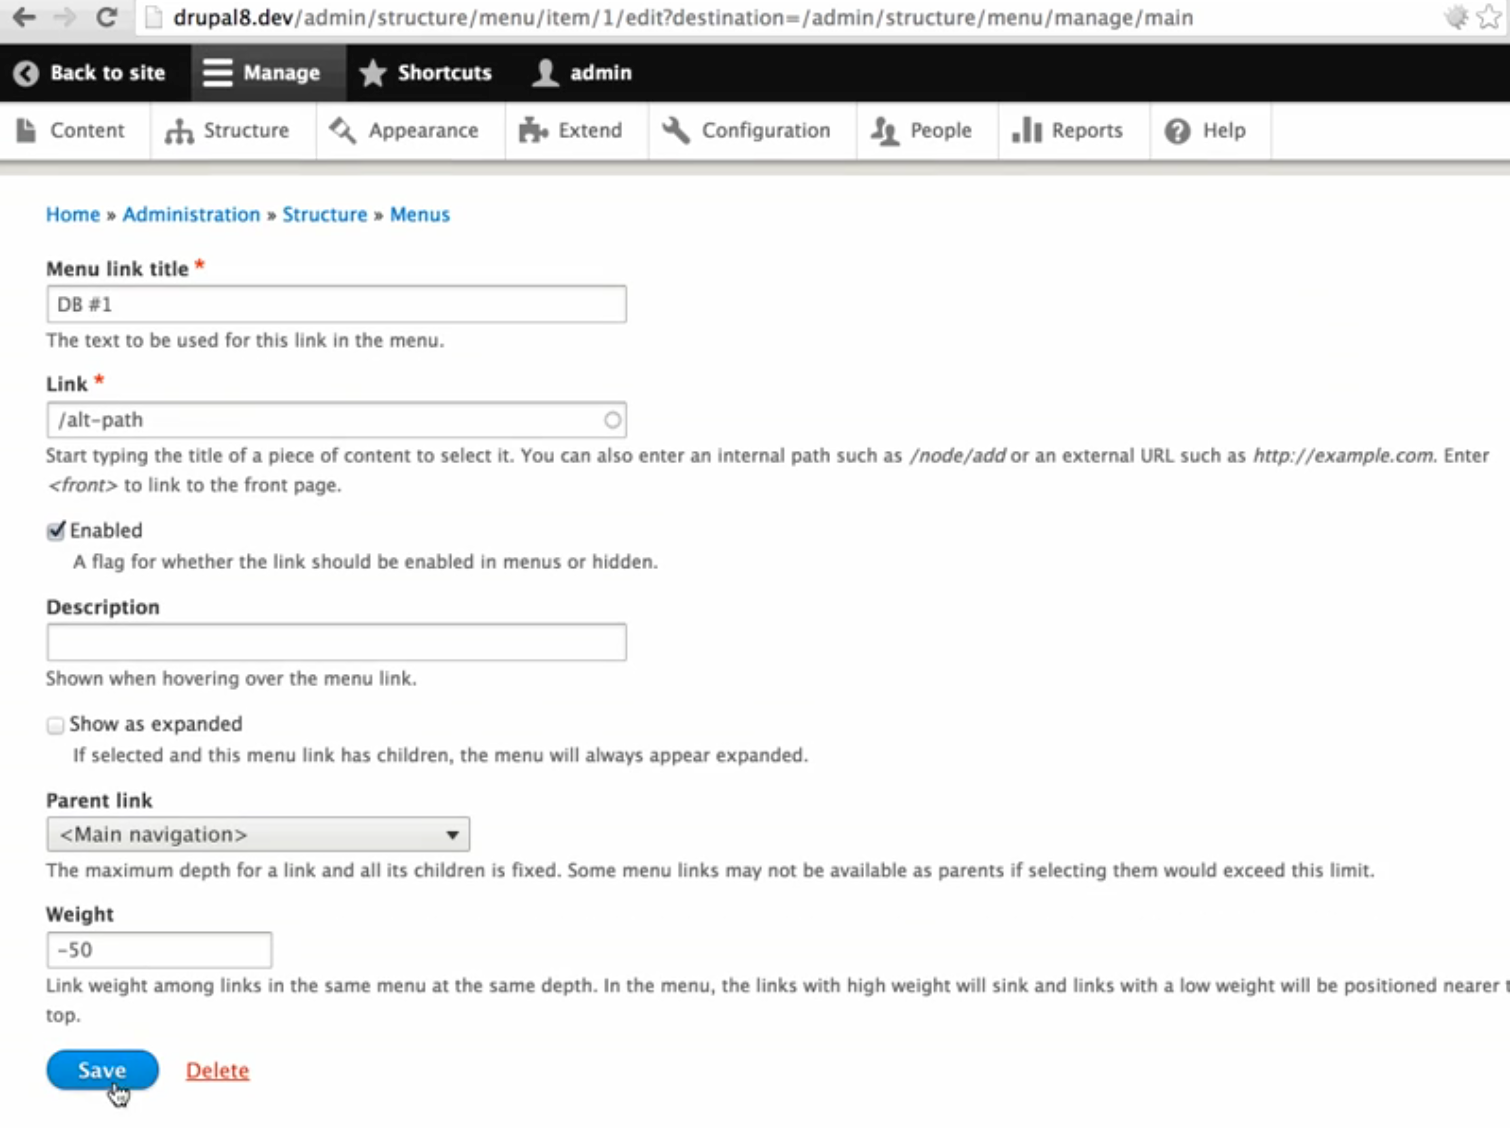 drupal8.dev/admin/structure/menu/item/1/edit?destination=/admin/structure/menu/manage/main
Back to site Manage Shortcuts admin
Content Structure Appearance Extend Configuration People Reports Help
Home » Administration » Structure » Menus
Menu link title *
DB #1
The text to be used for this link in the menu.
Link *
/alt-path
Start typing the title of a piece of content to select it. You can also enter an internal path such as /node/add or an external URL such as http://example.com. Enter
<front> to link to the front page.
Enabled
A flag for whether the link should be enabled in menus or hidden.
Description
Shown when hovering over the menu link.
Show as expanded
If selected and this menu link has children, the menu will always appear expanded.
Parent link
<Main navigation>
The maximum depth for a link and all its children is fixed. Some menu links may not be available as parents if selecting them would exceed this limit.
Weight
-50
Link weight among links in the same menu at the same depth. In the menu, the links with high weight will sink and links with a low weight will be positioned nearer
top.
Save Delete